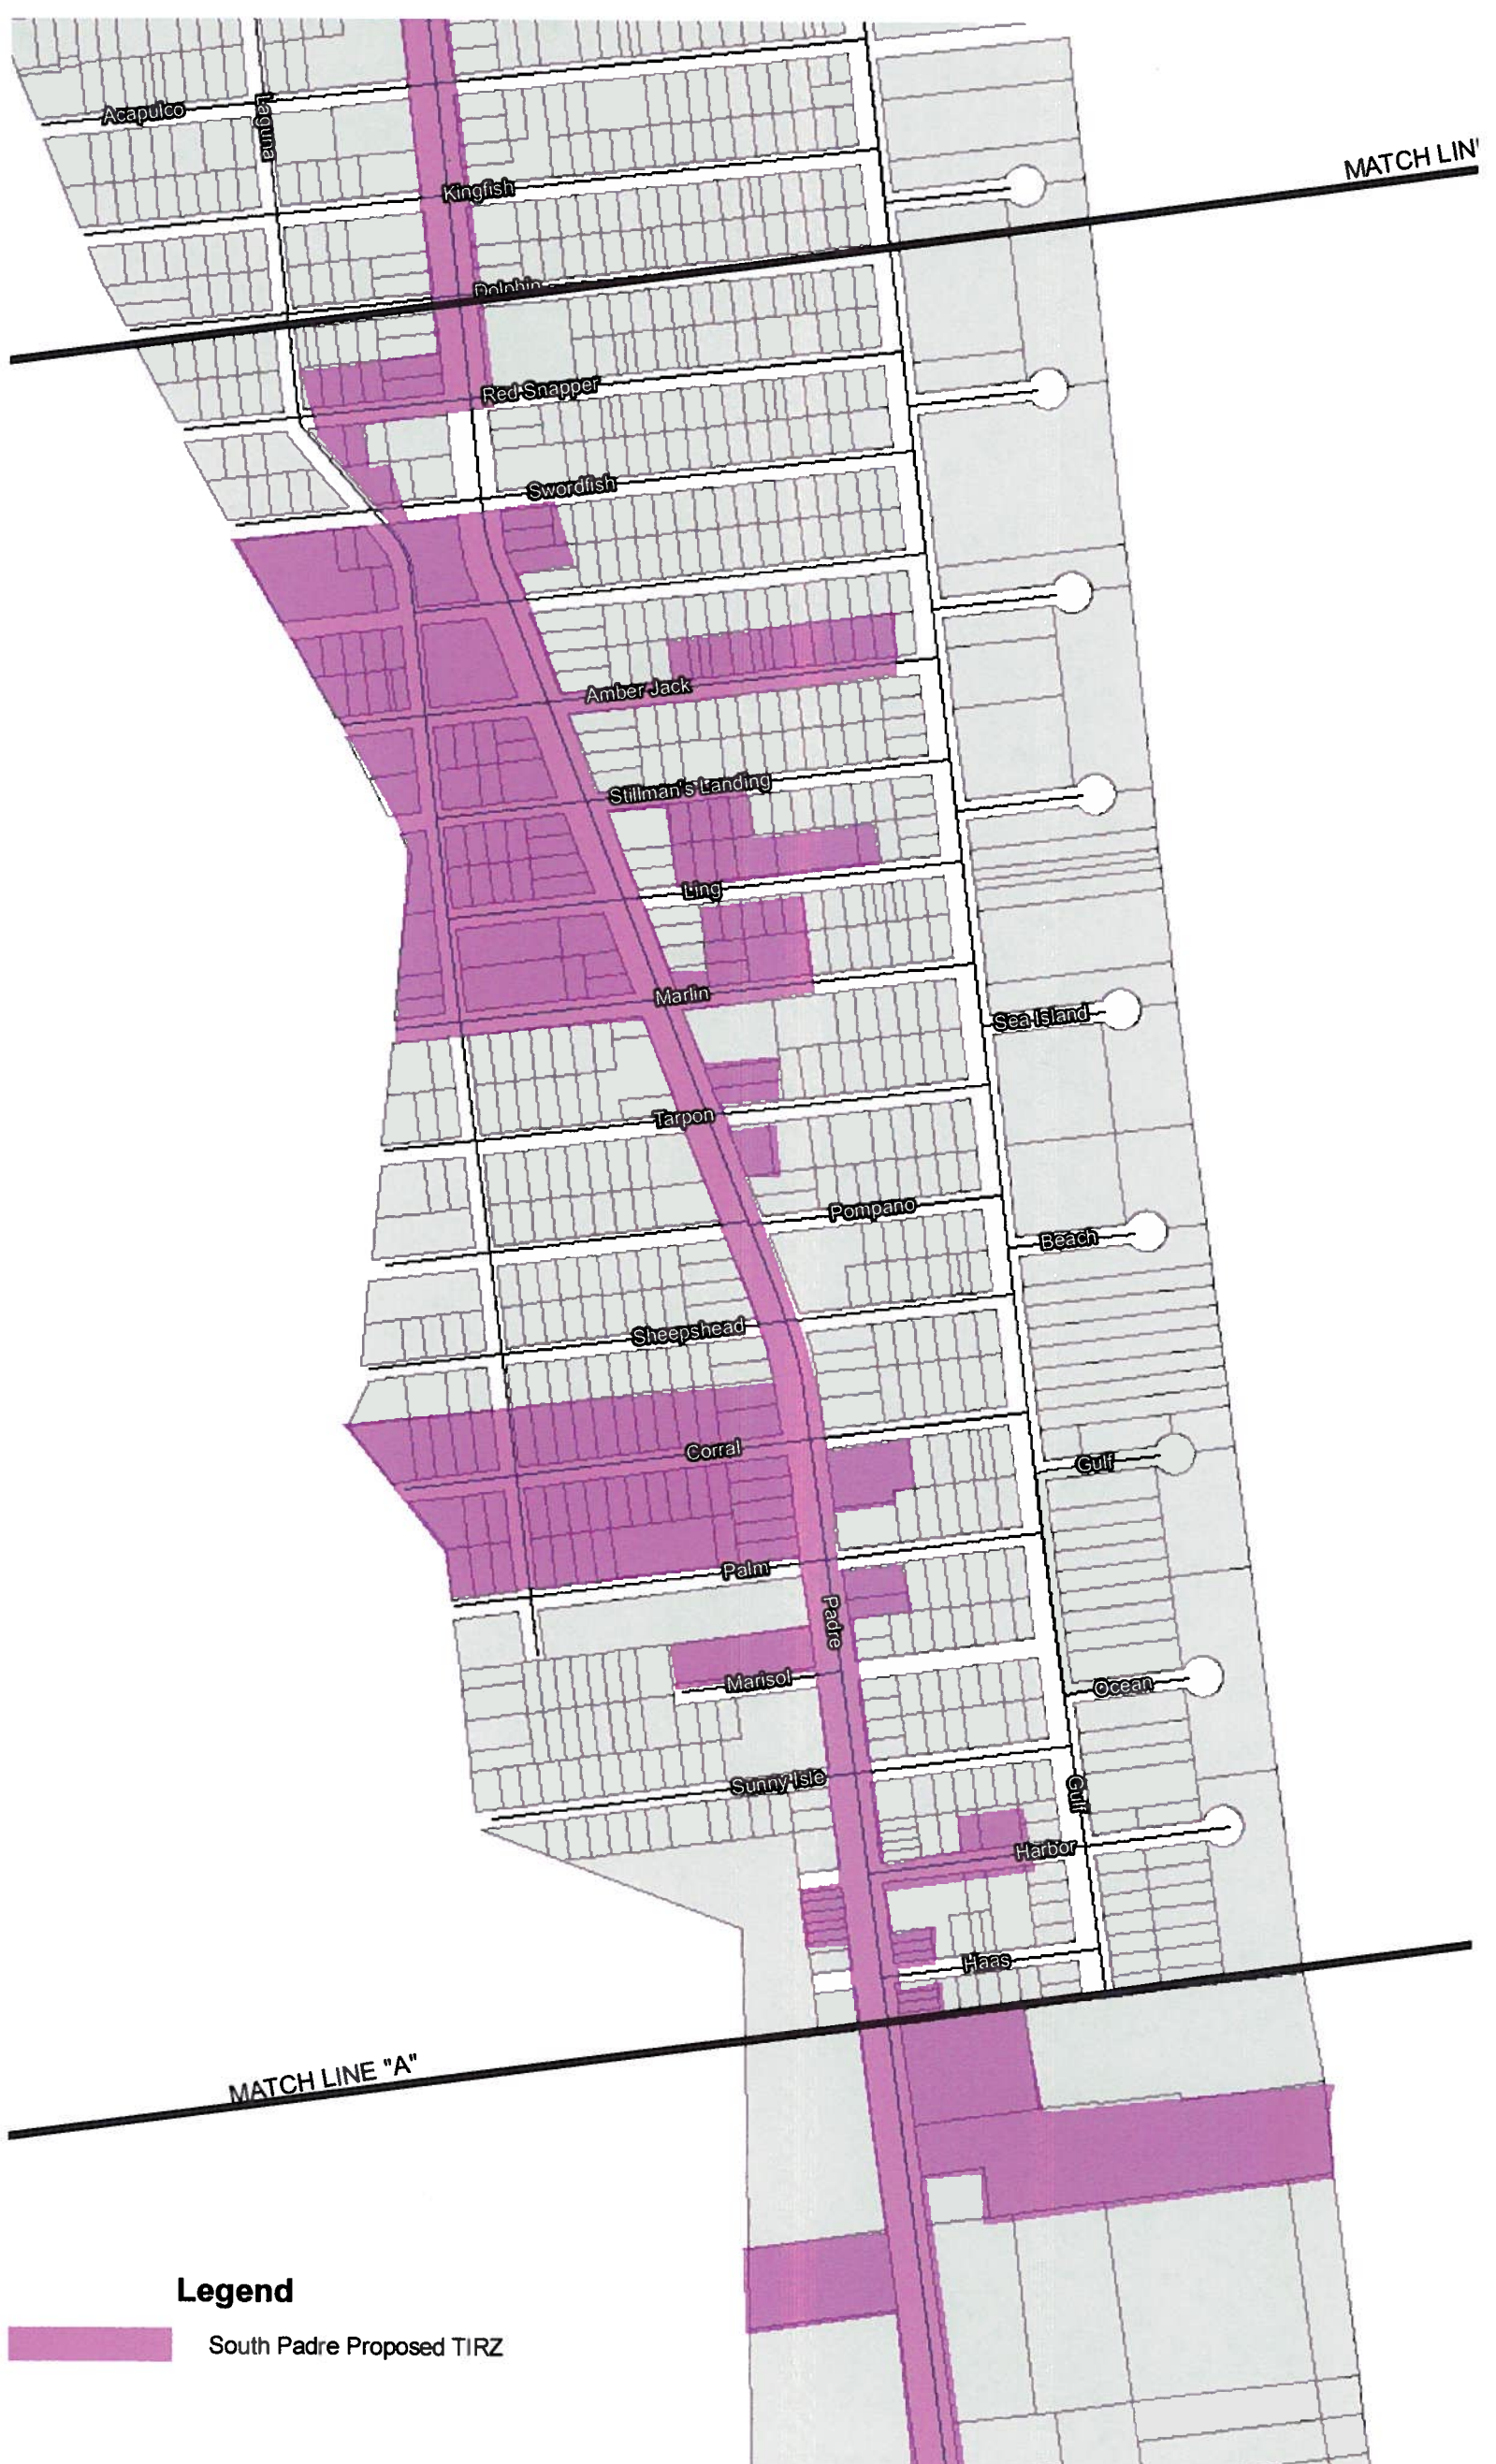 Acapulco
Laguna
MATCH LIN
Kingfish
Dolphin
Red Snapper
Swordfish
Amber Jack
Stillman's Landing
Ling
Marlin
Sea Island
Tarpon
Pompano
Beach
Sheepshead
Corral
Gulf
Palm
Padre
Marisol
Ocean
Sunny Isle
Gulf
Harbor
Haas
MATCH LINE "A"
Legend
South Padre Proposed TIRZ